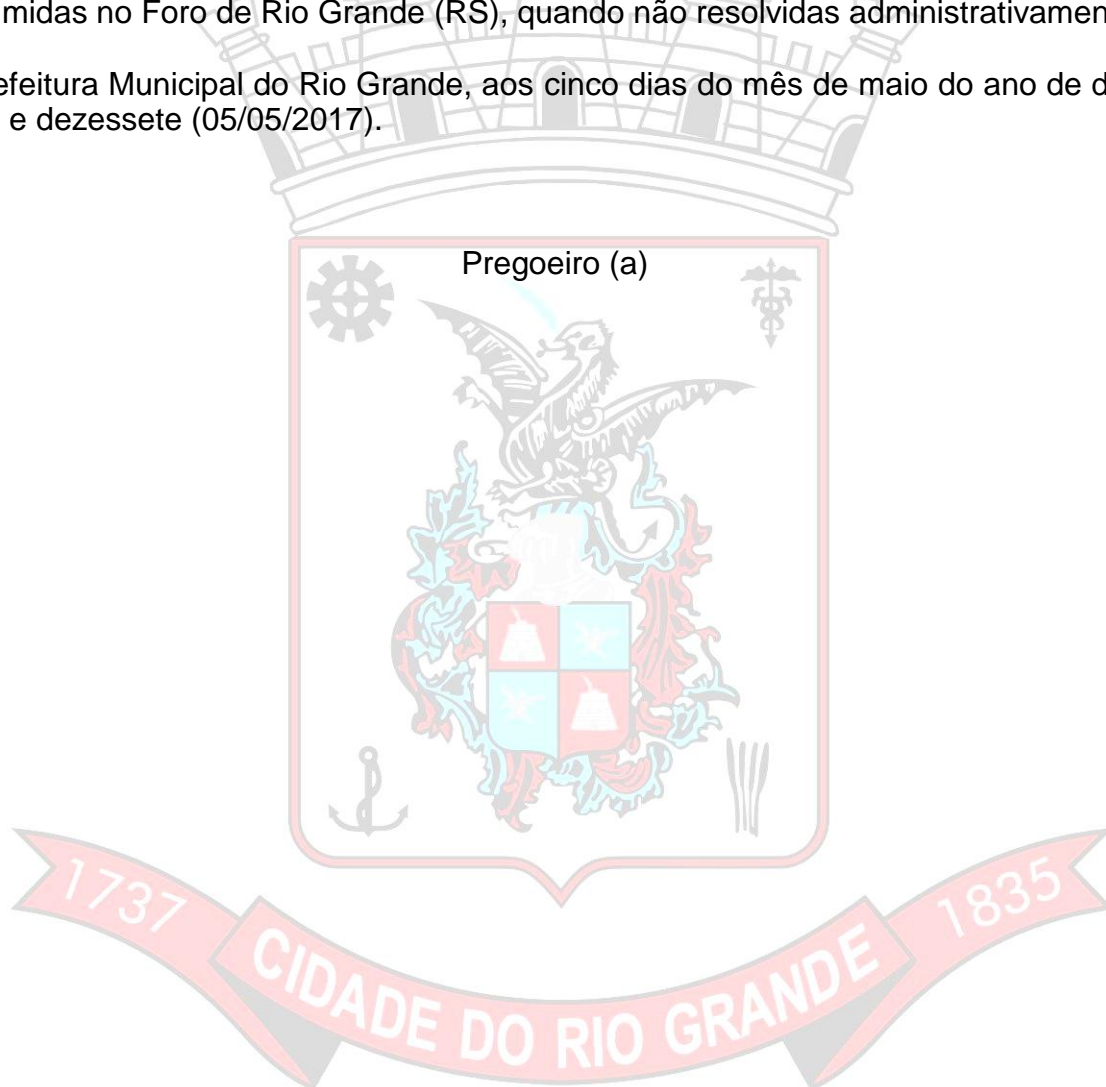 midas no Foro de Rio Grande (RS), quando não resolvidas administrativamen
efeitura Municipal do Rio Grande, aos cinco dias do mês de maio do ano de d
e dezessete (05/05/2017).
Pregoeiro (a)
1737
CIDADE DO RIO GRANDE
1835